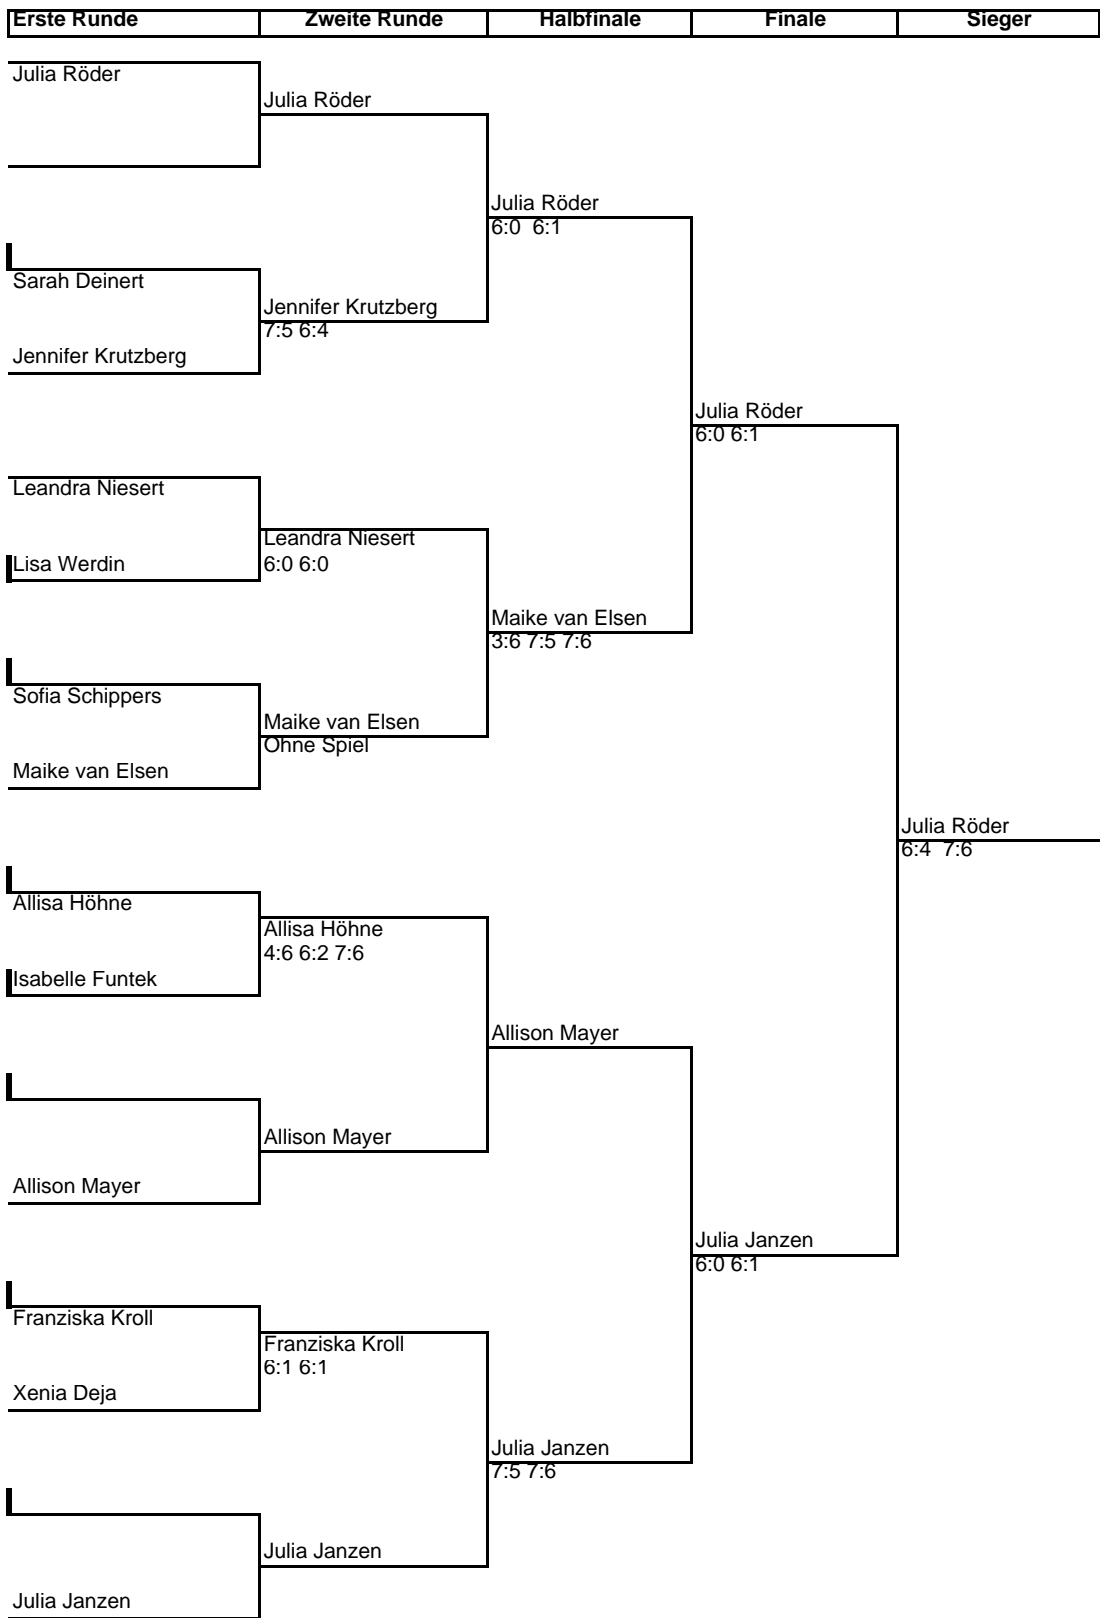 Erste Runde Zweite Runde Halbfinale Finale Sieger
Julia Röder
Julia Röder
Julia Röder
6:0 6:1
Sarah Deinert
Jennifer Krutzberg
7:5 6:4
Jennifer Krutzberg
Julia Röder
6:0 6:1
Leandra Niesert
Leandra Niesert
Lisa Werdin
6:0 6:0
Maike van Elsen
3:6 7:5 7:6
Sofia Schippers
Maike van Elsen
Ohne Spiel
Maike van Elsen
Julia Röder
6:4 7:6
Allisa Höhne
Allisa Höhne
4:6 6:2 7:6
Isabelle Funtek
Allison Mayer
Allison Mayer
Allison Mayer
Julia Janzen
6:0 6:1
Franziska Kroll
Franziska Kroll
6:1 6:1
Xenia Deja
Julia Janzen
7:5 7:6
Julia Janzen
Julia Janzen